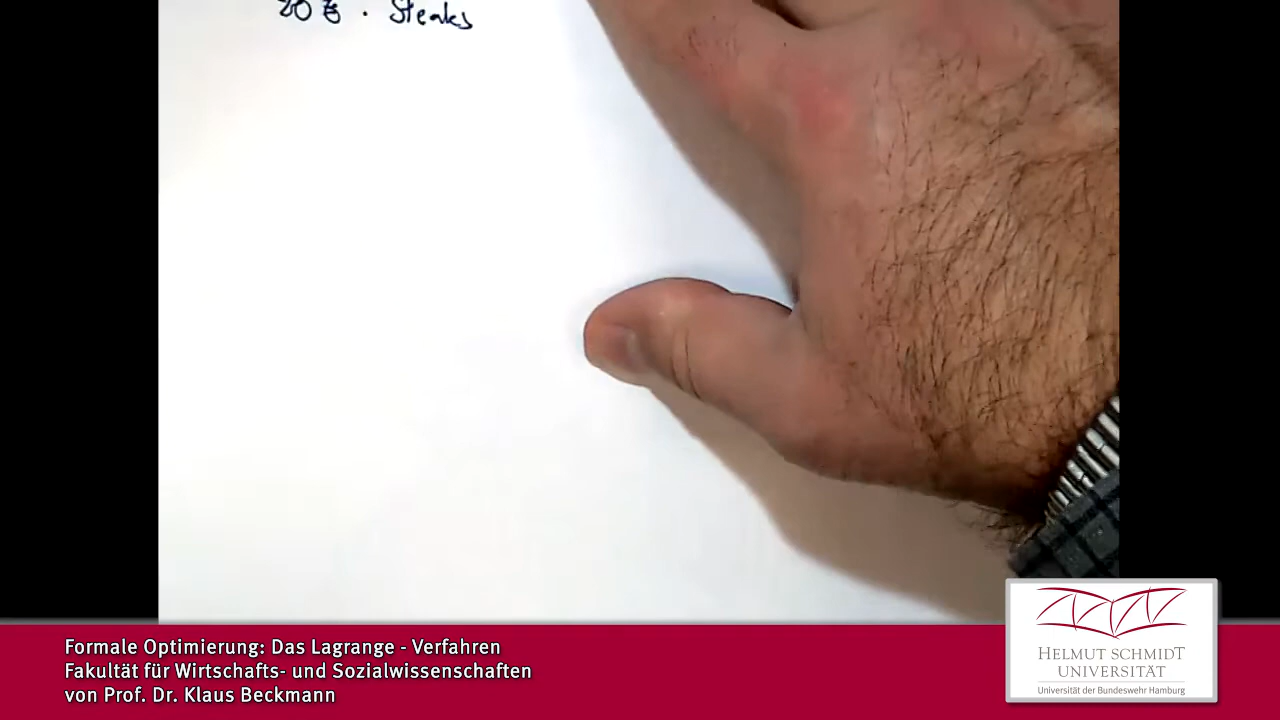 20 € · Steaks
Formale Optimierung: Das Lagrange - Verfahren
Fakultät für Wirtschafts- und Sozialwissenschaften
von Prof. Dr. Klaus Beckmann
HELMUT SCHMIDT
UNIVERSITÄT
Universität der Bundeswehr Hamburg